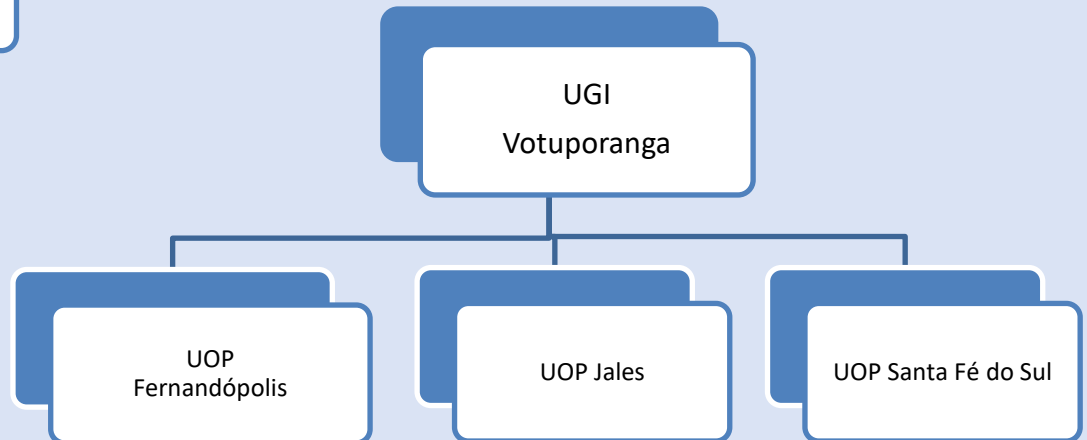 UGI
Votuporanga
UOP
Fernandópolis
UOP Jales
UOP Santa Fé do Sul